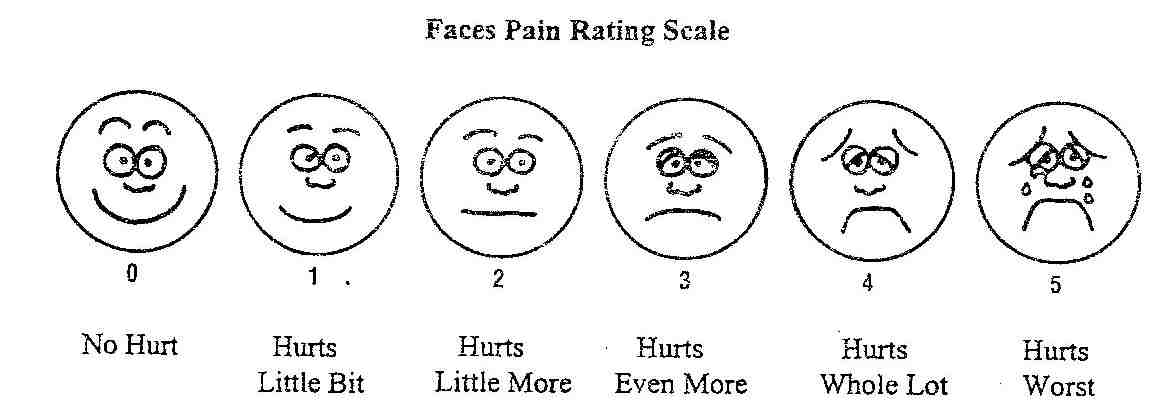 Faces Pain Rating Scale
0 1 2 3 4 5
No Hurt Hurts Hurts Hurts Hurts Hurts
Little Bit Little More Even More Whole Lot Worst